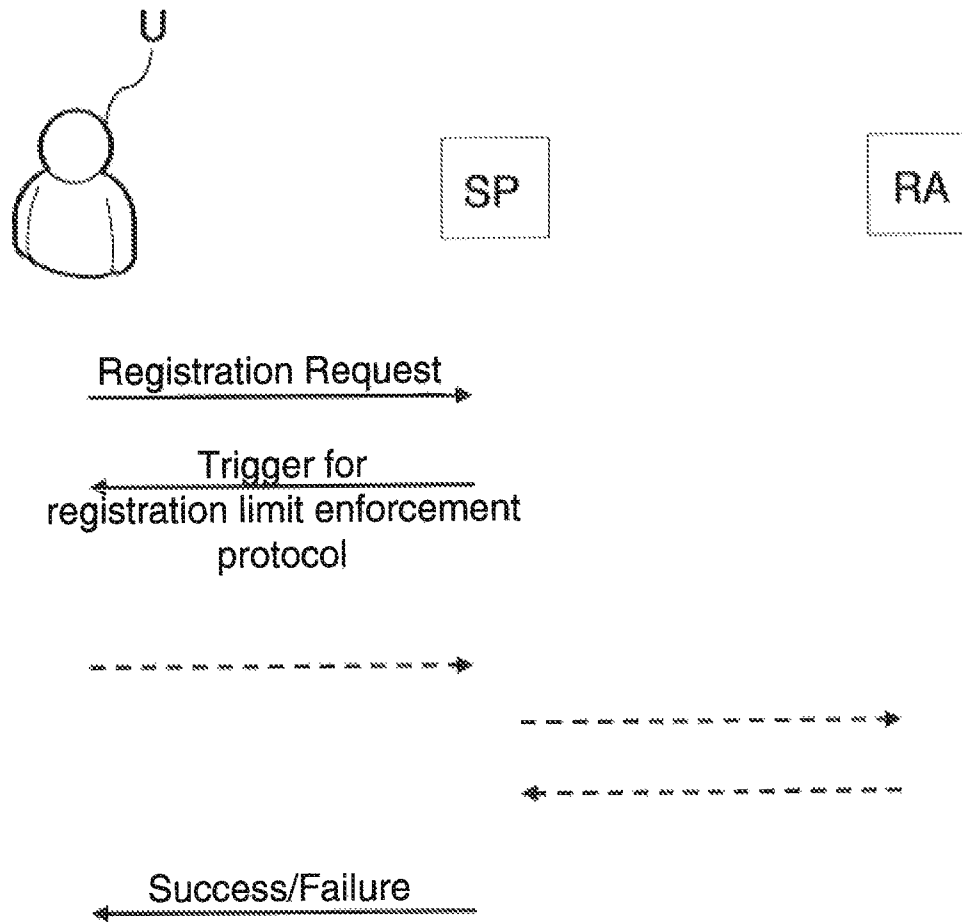 U
SP
RA
Registration Request
Trigger for
registration limit enforcement
protocol
Success/Failure